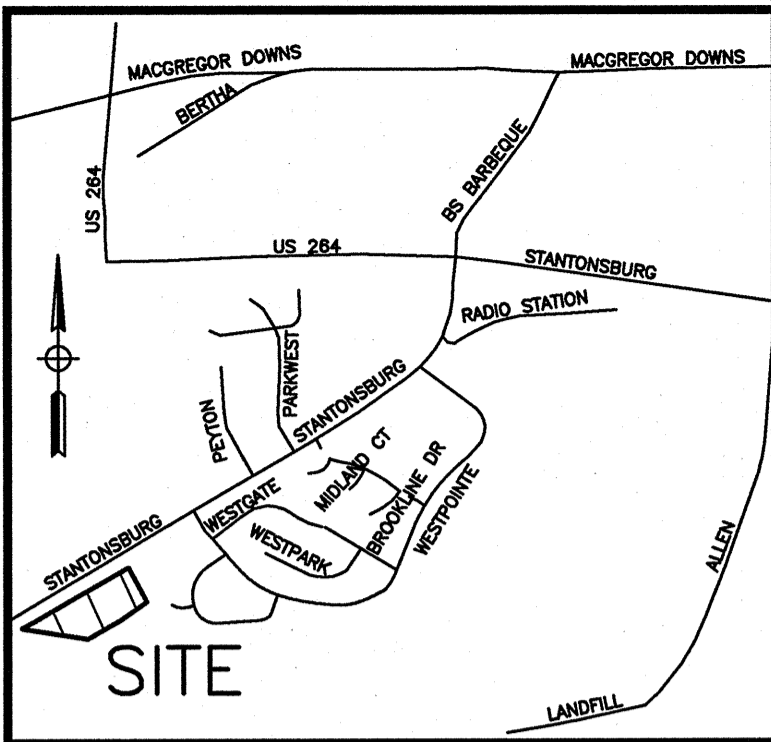 MACGREGOR DOWNS
MACGREGOR DOWNS
BERTHA
BS BARBEQUE
US 264
US 264
STANTONSBURG
RADIO STATION
PARKWEST
STANTONSBURG
PEYTON
MIDLAND CT
BROOKLINE DR
WESTGATE
WESTPOINTE
WESTPARK
STANTONSBURG
ALLEN
SITE
LANDFILL